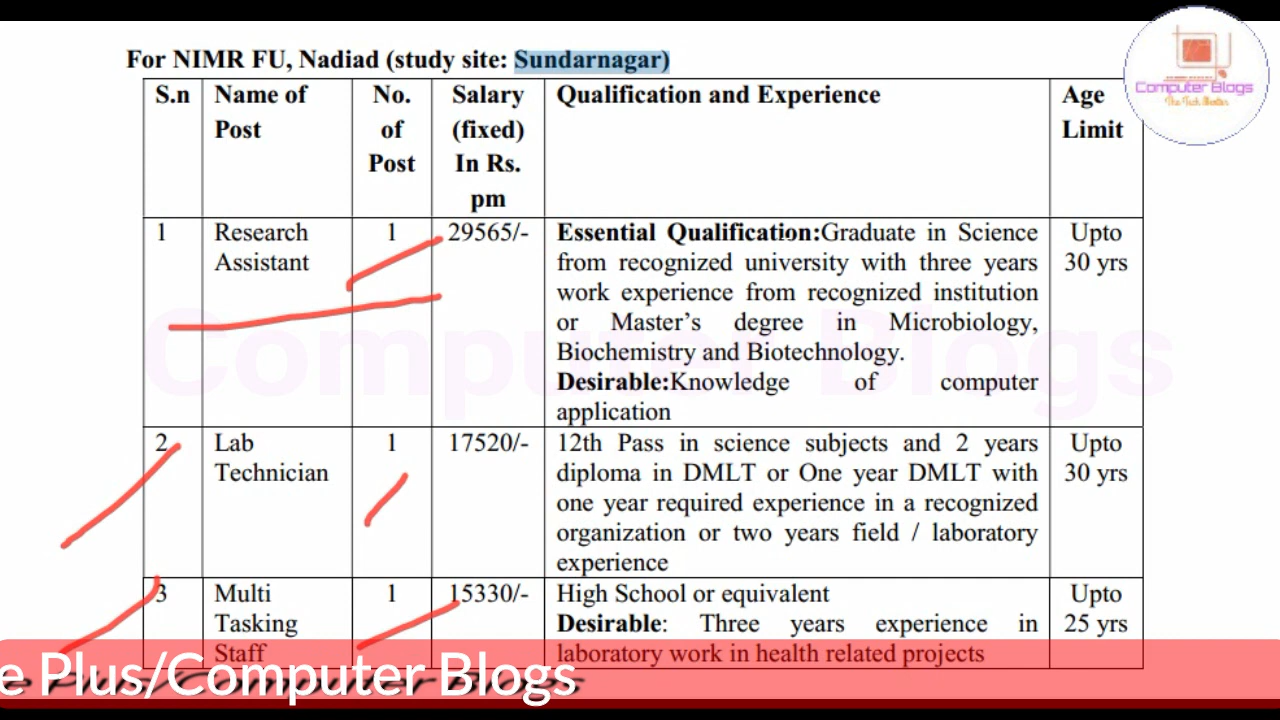 For NIMR FU, Nadiad (study site: Sundarnagar)
S.n Name of Post No. of Post Salary (fixed) In Rs. pm Qualification and Experience Age Limit
1 Research Assistant 1 29565/- Essential Qualification:Graduate in Science
from recognized university with three years
work experience from recognized institution
or Master's degree in Microbiology,
Biochemistry and Biotechnology.
Desirable:Knowledge of computer
application
Upto
30 yrs
2 Lab Technician 1 17520/- 12th Pass in science subjects and 2 years
diploma in DMLT or One year DMLT with
one year required experience in a recognized
organization or two years field / laboratory
experience
Upto
30 yrs
3 Multi Tasking Staff 1 15330/- High School or equivalent
Desirable: Three years experience in
laboratory work in health related projects
Upto
25 yrs
Computer Blogs
The Tech Master
Computer Blogs
e Plus/Computer Blogs